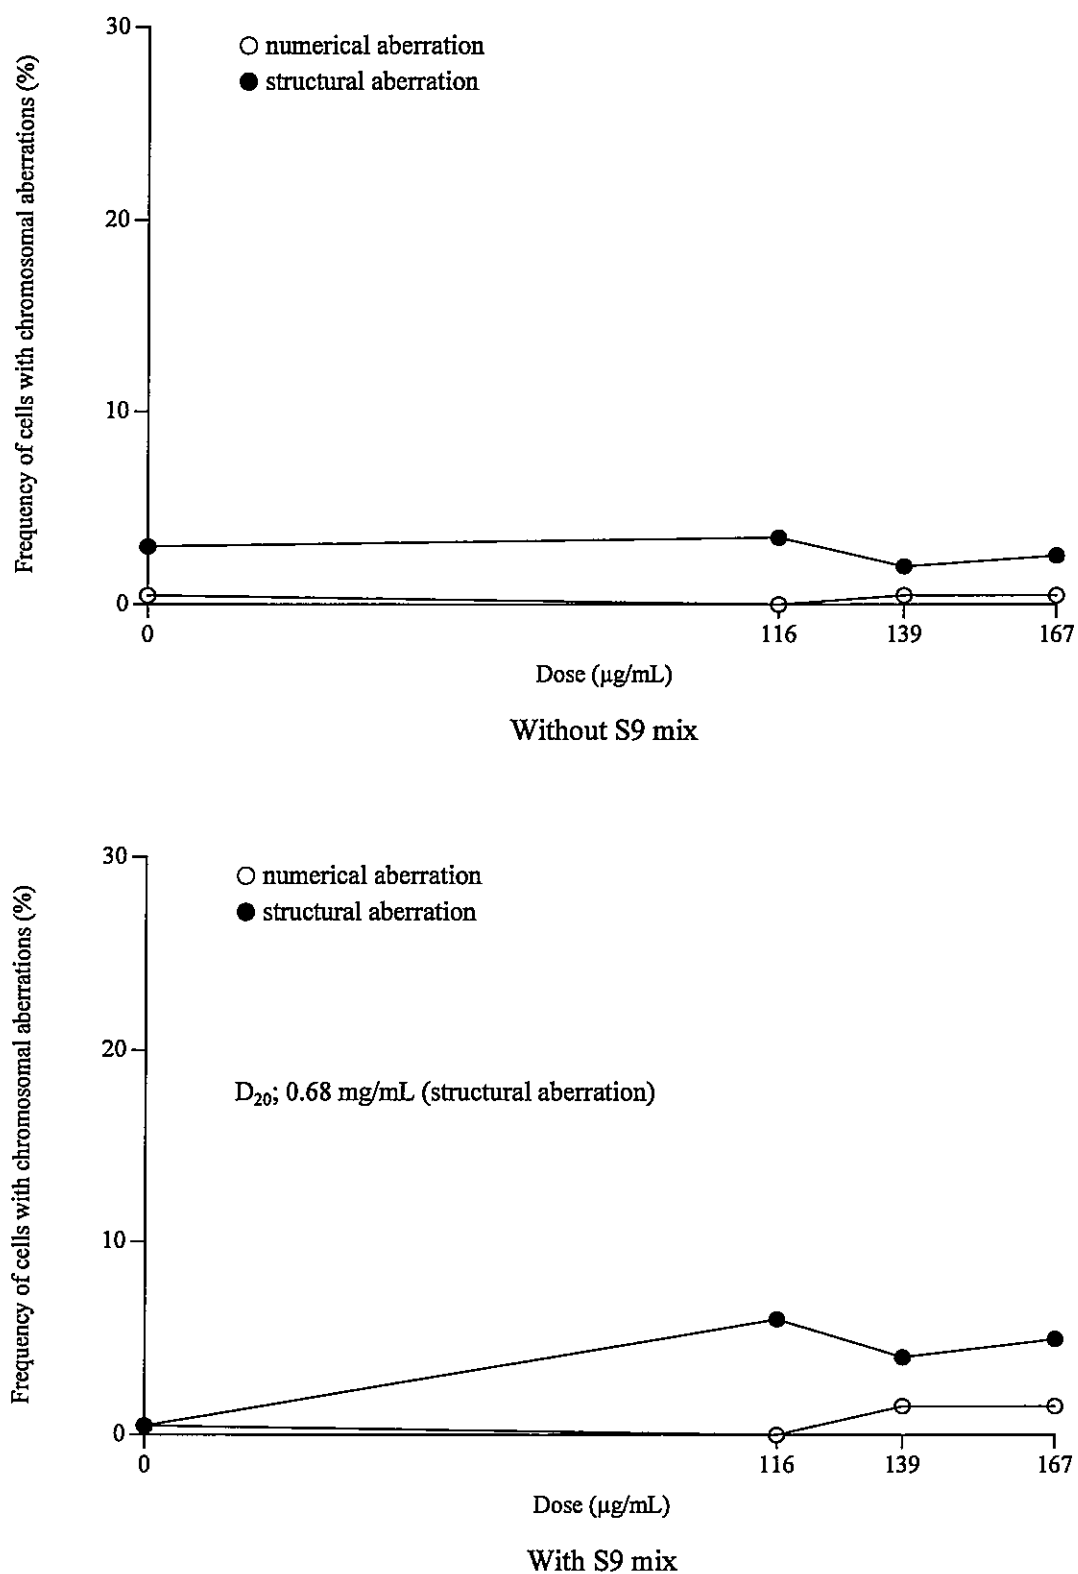 Frequency of cells with chromosomal aberrations (%)
30
20
10
0
○ numerical aberration
● structural aberration
0 116 139 167
Dose (µg/mL)
Without S9 mix
Frequency of cells with chromosomal aberrations (%)
30
20
10
0
○ numerical aberration
● structural aberration
D₂₀; 0.68 mg/mL (structural aberration)
0 116 139 167
Dose (µg/mL)
With S9 mix